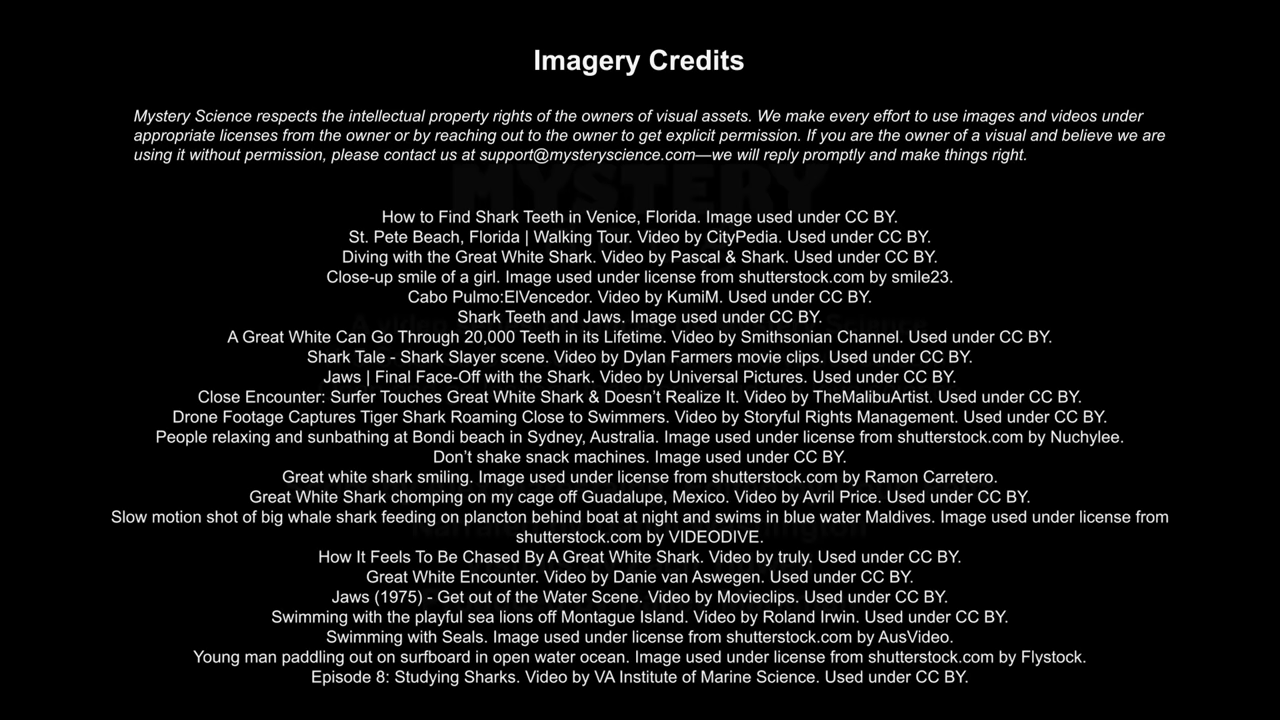 Imagery Credits
Mystery Science respects the intellectual property rights of the owners of visual assets. We make every effort to use images and videos under
appropriate licenses from the owner or by reaching out to the owner to get explicit permission. If you are the owner of a visual and believe we are
using it without permission, please contact us at support@mysteryscience.com—we will reply promptly and make things right.
MYSTERY
How to Find Shark Teeth in Venice, Florida. Image used under CC BY.
St. Pete Beach, Florida | Walking Tour. Video by CityPedia. Used under CC BY.
Diving with the Great White Shark. Video by Pascal & Shark. Used under CC BY.
Close-up smile of a girl. Image used under license from shutterstock.com by smile23.
Cabo Pulmo:ElVencedor. Video by KumiM. Used under CC BY.
Shark Teeth and Jaws. Image used under CC BY.
A Great White Can Go Through 20,000 Teeth in its Lifetime. Video by Smithsonian Channel. Used under CC BY.
Shark Tale - Shark Slayer scene. Video by Dylan Farmers movie clips. Used under CC BY.
Jaws | Final Face-Off with the Shark. Video by Universal Pictures. Used under CC BY.
Close Encounter: Surfer Touches Great White Shark & Doesn’t Realize It. Video by TheMalibuArtist. Used under CC BY.
Drone Footage Captures Tiger Shark Roaming Close to Swimmers. Video by Storyful Rights Management. Used under CC BY.
People relaxing and sunbathing at Bondi beach in Sydney, Australia. Image used under license from shutterstock.com by Nuchylee.
Don’t shake snack machines. Image used under CC BY.
Great white shark smiling. Image used under license from shutterstock.com by Ramon Carretero.
Great White Shark chomping on my cage off Guadalupe, Mexico. Video by Avril Price. Used under CC BY.
Slow motion shot of big whale shark feeding on plancton behind boat at night and swims in blue water Maldives. Image used under license from
shutterstock.com by VIDEODIVE.
How It Feels To Be Chased By A Great White Shark. Video by truly. Used under CC BY.
Great White Encounter. Video by Danie van Aswegen. Used under CC BY.
Jaws (1975) - Get out of the Water Scene. Video by Movieclips. Used under CC BY.
Swimming with the playful sea lions off Montague Island. Video by Roland Irwin. Used under CC BY.
Swimming with Seals. Image used under license from shutterstock.com by AusVideo.
Young man paddling out on surfboard in open water ocean. Image used under license from shutterstock.com by Flystock.
Episode 8: Studying Sharks. Video by VA Institute of Marine Science. Used under CC BY.